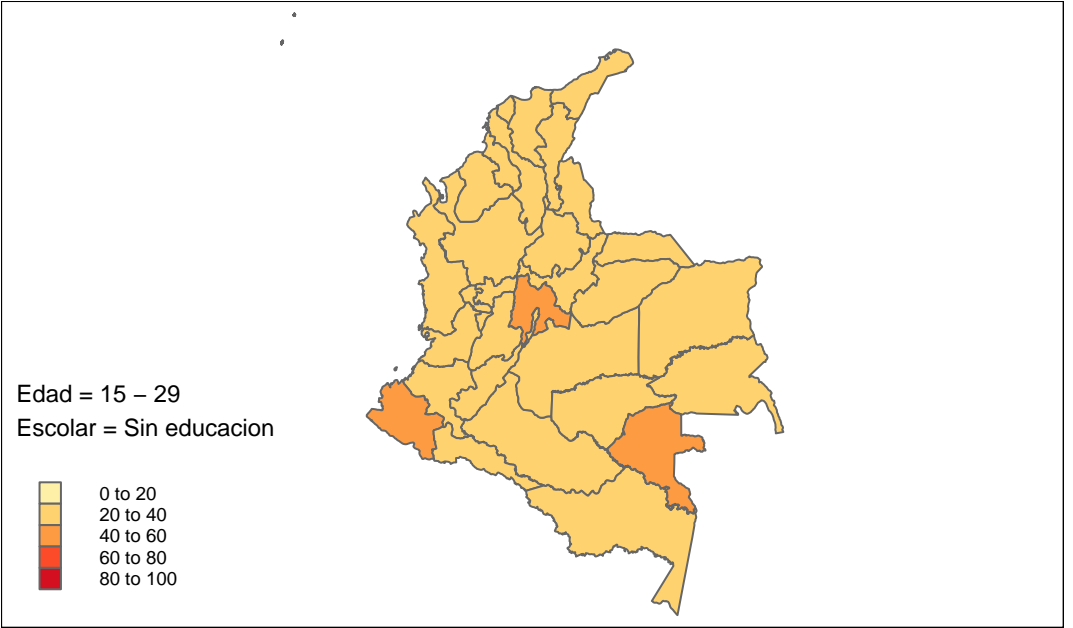 Edad = 15 – 29
Escolar = Sin educacion
0 to 20
20 to 40
40 to 60
60 to 80
80 to 100